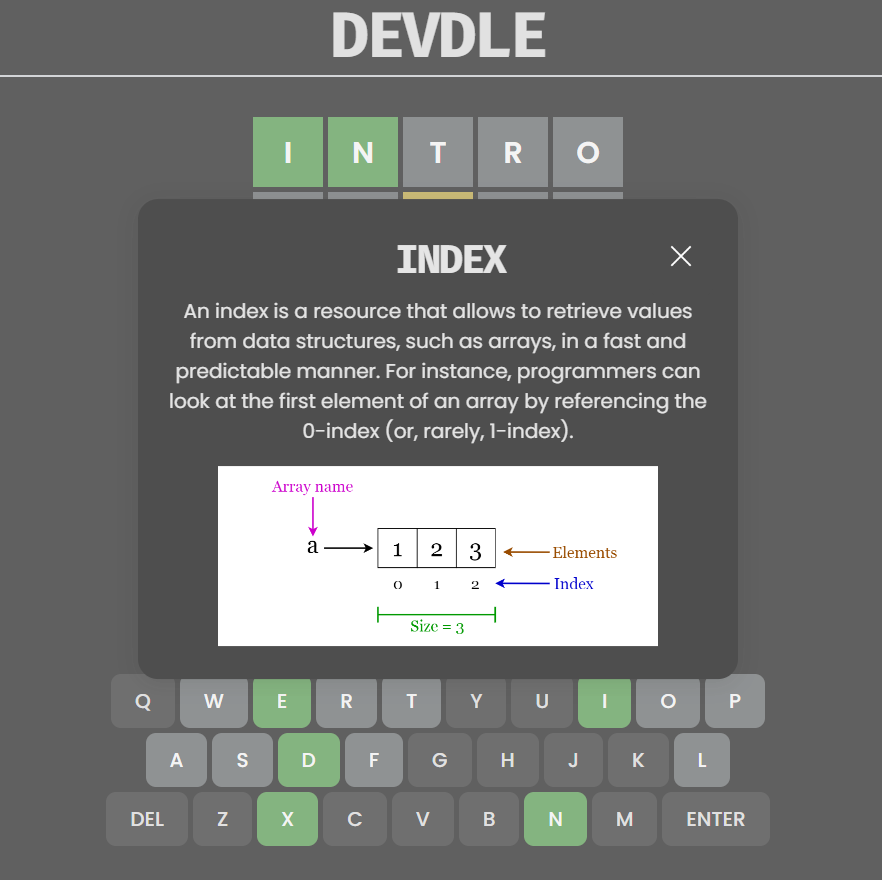 DEVDLE
I N T R O
INDEX
An index is a resource that allows to retrieve values
from data structures, such as arrays, in a fast and
predictable manner. For instance, programmers can
look at the first element of an array by referencing the
0-index (or, rarely, 1-index).
Array name
a 1 2 3 Elements
0 1 2 Index
Size = 3
Q W E R T Y U I O P
A S D F G H J K L
DEL Z X C V B N M ENTER